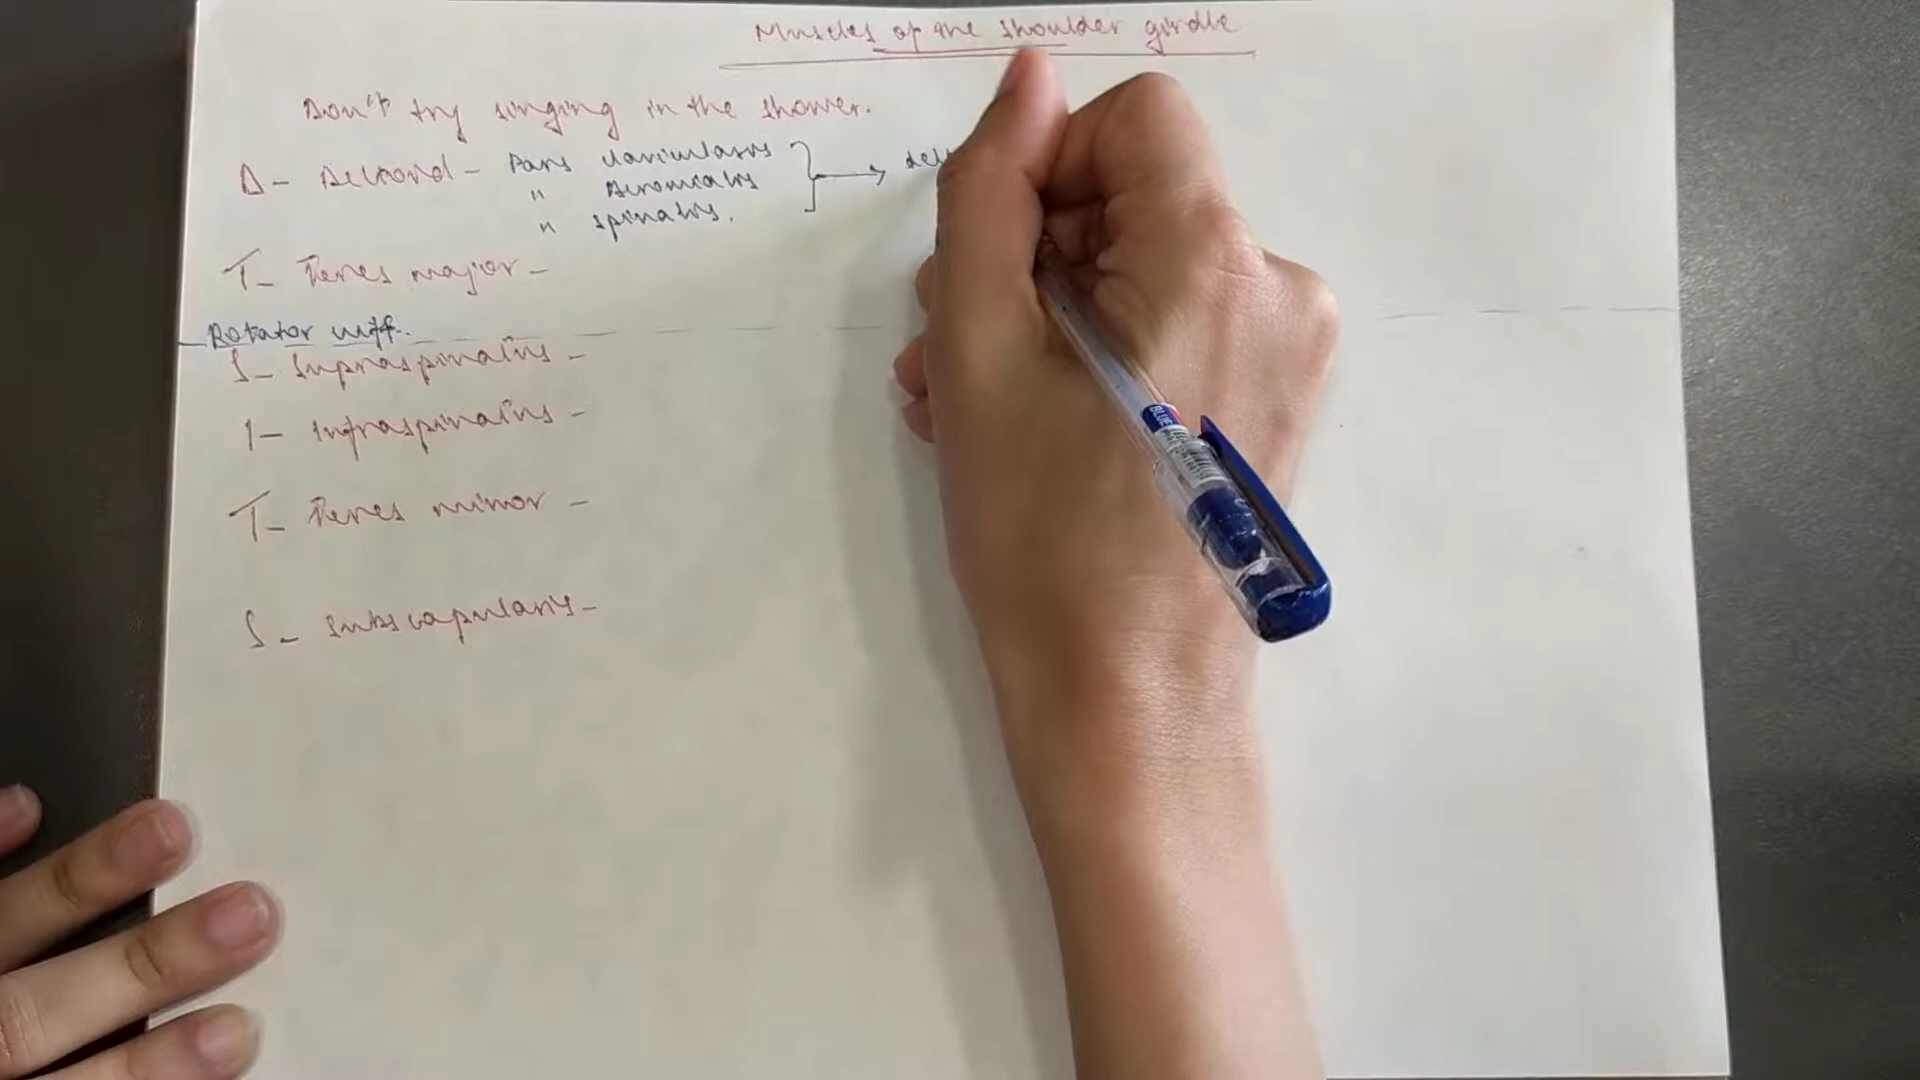 Muscles of the shoulder girdle
Don't try singing in the shower.
D - Deltoid - Pars clavicularis
" Acromialis
" spinalis.
→ del
T - Teres major -
Rotator cuff.
S - Supraspinatus -
I - Infraspinatus -
T - Teres minor -
S - Subscapularis -
BLUE